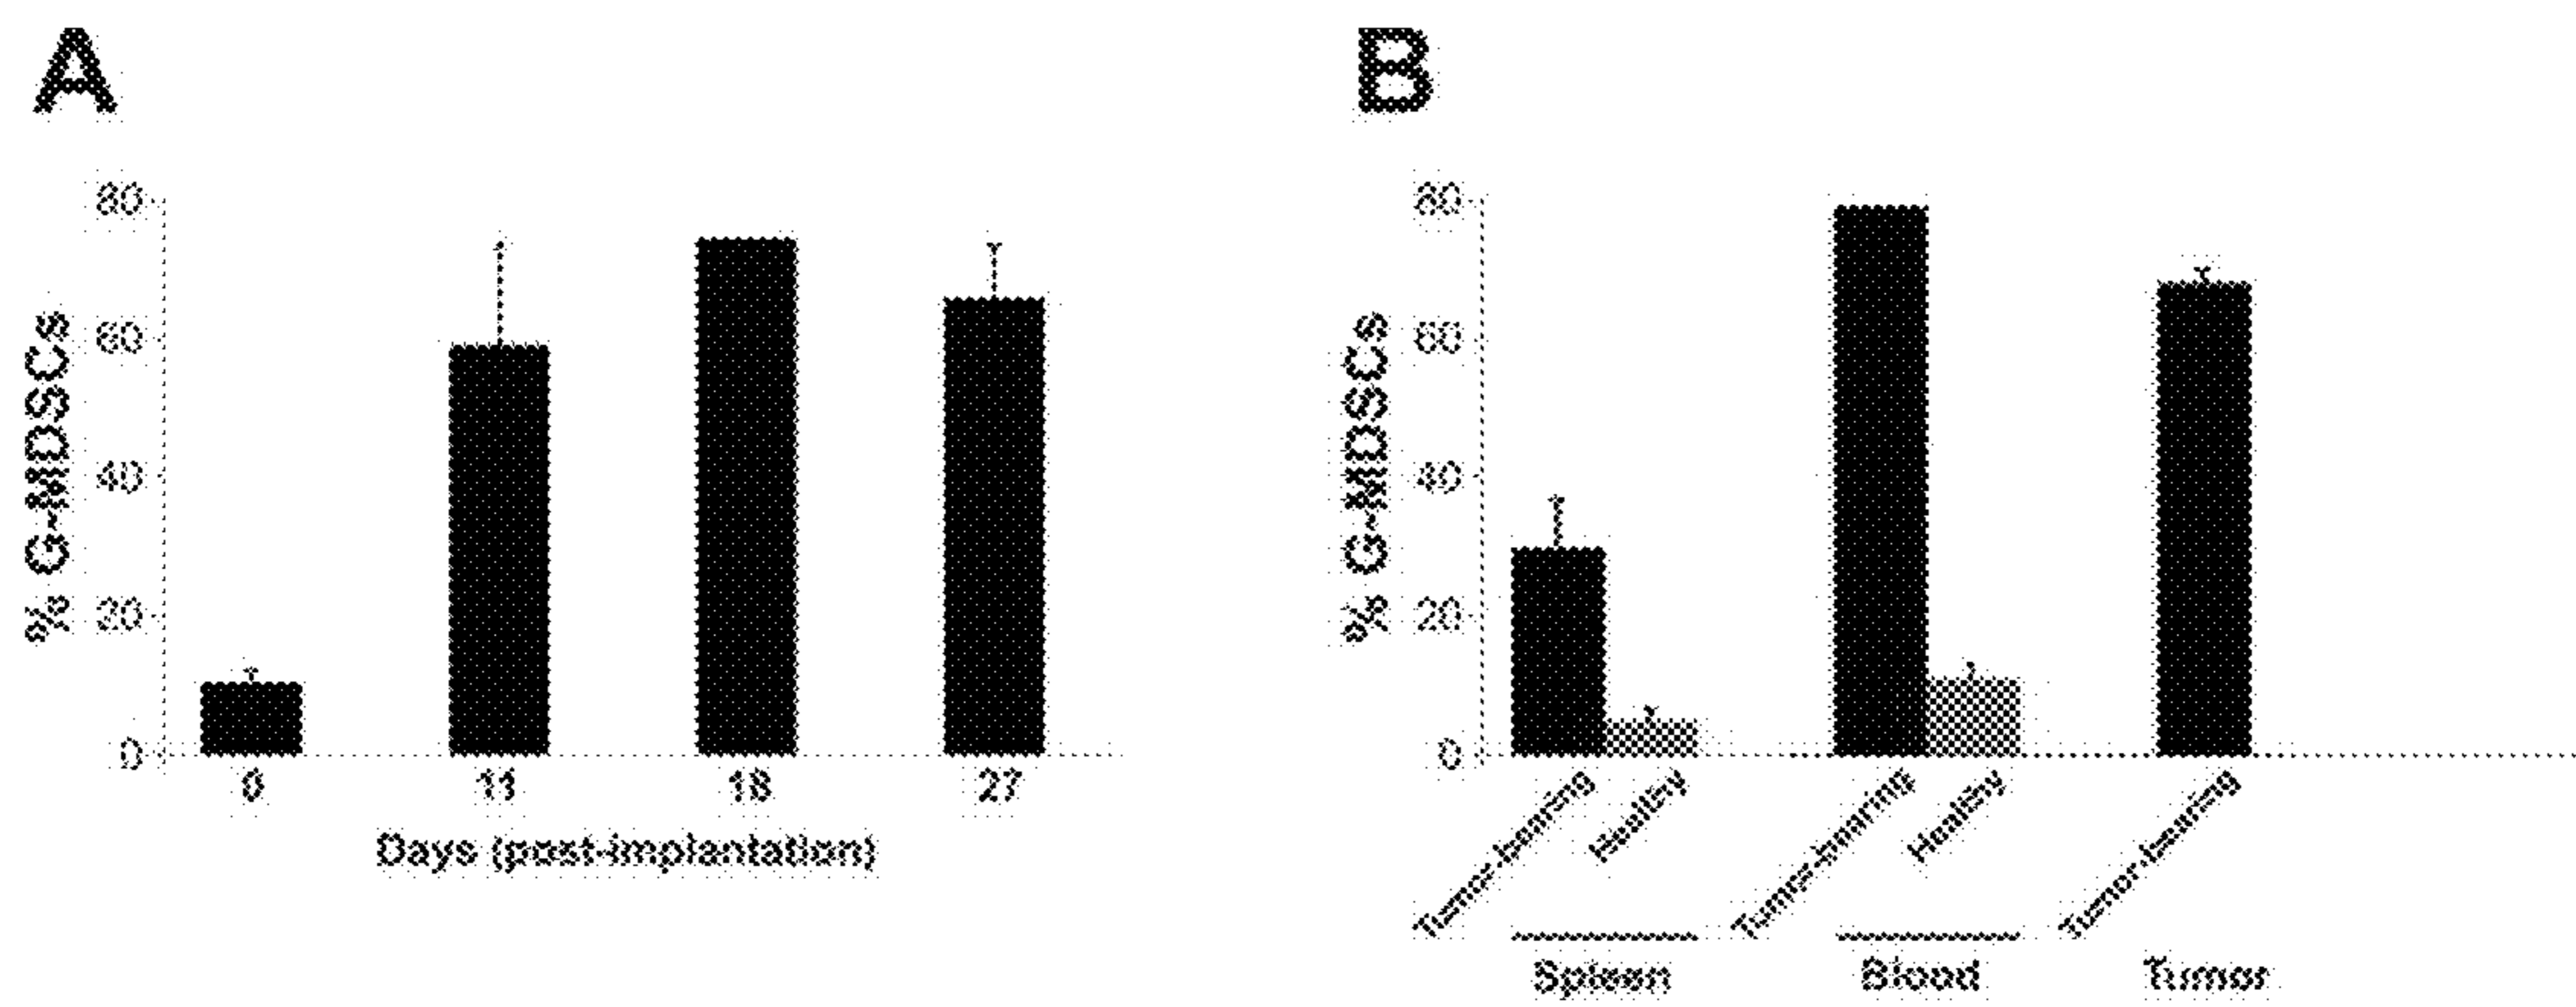 A
% G-MDSCs
80
60
40
20
0
0 11 18 27
Days (post-implantation)
B
% G-MDSCs
80
60
40
20
0
Tumor-bearing Healthy Tumor-bearing Healthy Tumor-bearing
Spleen Blood Tumor